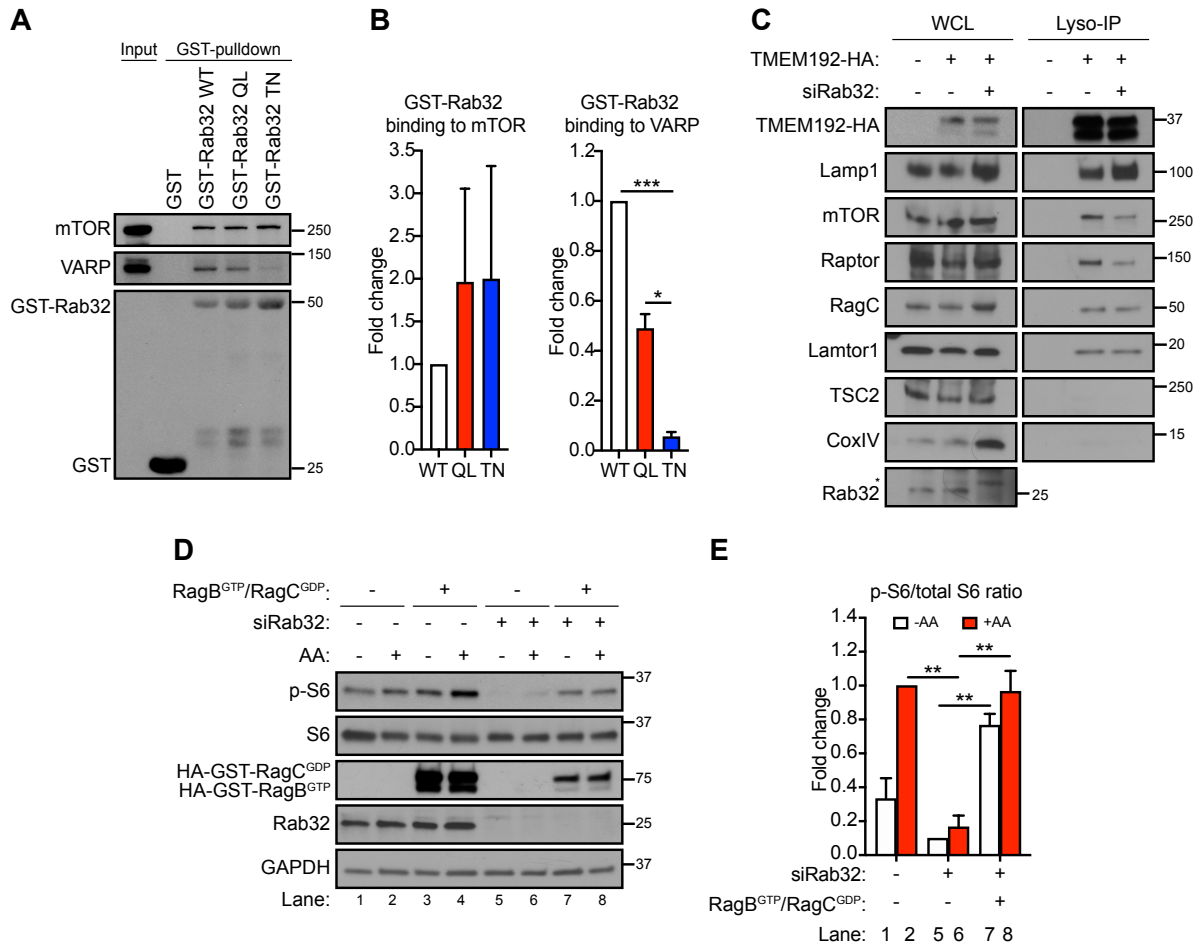 A
Input
GST-pulldown
GST
GST-Rab32 WT
GST-Rab32 QL
GST-Rab32 TN
mTOR
250
VARP
150
100
GST-Rab32
50
GST
25
B
GST-Rab32
binding to mTOR
Fold change
3.5
3.0
2.5
2.0
1.5
1.0
0.5
0.0
WT QL TN
GST-Rab32
binding to VARP
Fold change
1.2
1.0
0.8
0.6
0.4
0.2
0.0
***
*
WT QL TN
C
WCL Lyso-IP
TMEM192-HA: - + + - + +
siRab32: - - + - - +
TMEM192-HA 37
Lamp1 100
mTOR 250
Raptor 150
RagC 50
Lamtor1 20
TSC2 250
CoxIV 15
Rab32 * 25
D
RagB^GTP/RagC^GDP: - + - +
siRab32: - - - - + + + +
AA: - + - + - + - +
p-S6 37
S6 37
HA-GST-RagC^GDP 75
HA-GST-RagB^GTP
Rab32 25
GAPDH 37
Lane: 1 2 3 4 5 6 7 8
E
p-S6/total S6 ratio
-AA +AA
Fold change
1.4
1.2
1.0
0.8
0.6
0.4
0.2
0.0
**
**
**
siRab32: - + +
RagB^GTP/RagC^GDP: - - +
Lane: 1 2 5 6 7 8